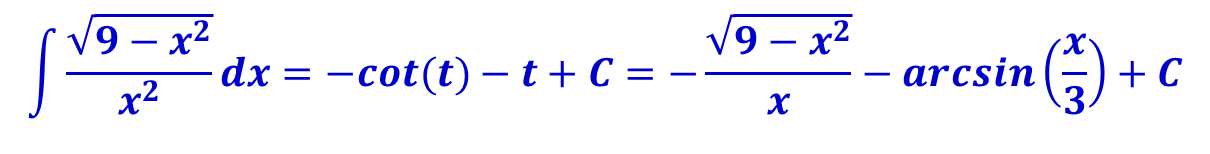 ∫ √(9 − x²) / x² dx = −cot(t) − t + C = − √(9 − x²) / x − arcsin(x/3) + C